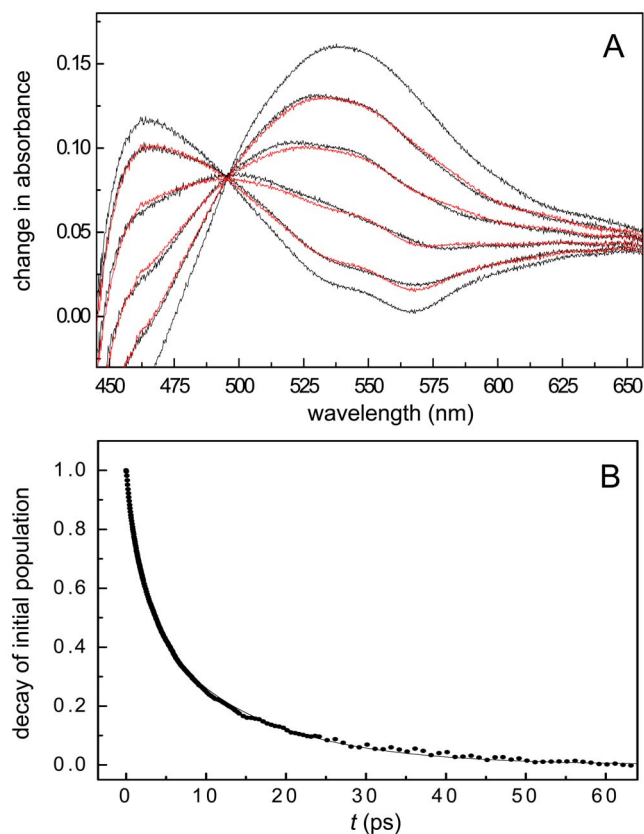 A
0.15
0.10
0.05
0.00
change in absorbance
450 475 500 525 550 575 600 625 650
wavelength (nm)
B
1.0
0.8
0.6
0.4
0.2
0.0
decay of initial population
0 10 20 30 40 50 60
t (ps)